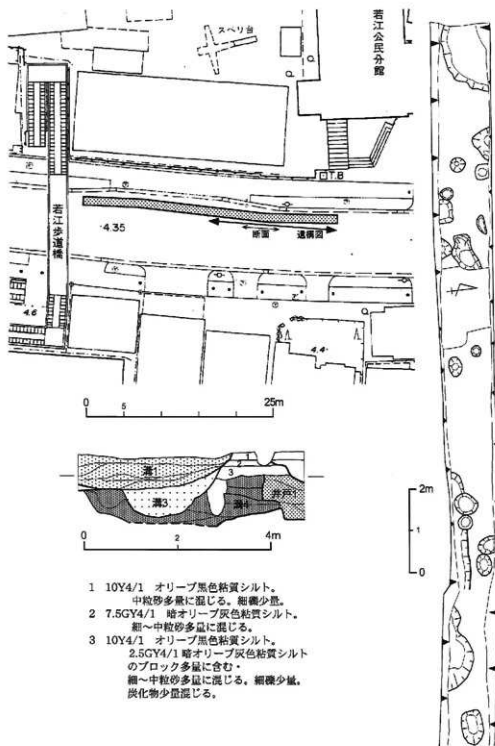 スベリ台
若江公民分館
T.B
若江歩道橋
4.35
断面
遺構図
4.6
4.4
0 5 25m
溝1
1
2
3
溝3
溝4
井戸1
0 2 4m
2m
1
0
1 10Y4/1 オリーブ黒色粘質シルト。
中粒砂多量に混じる。細礫少量。
2 7.5GY4/1 暗オリーブ灰色粘質シルト。
細～中粒砂多量に混じる。
3 10Y4/1 オリーブ黒色粘質シルト。
2.5GY4/1 暗オリーブ灰色粘質シルト
のブロック多量に含む・
細～中粒砂多量に混じる。細礫少量。
炭化物少量混じる。